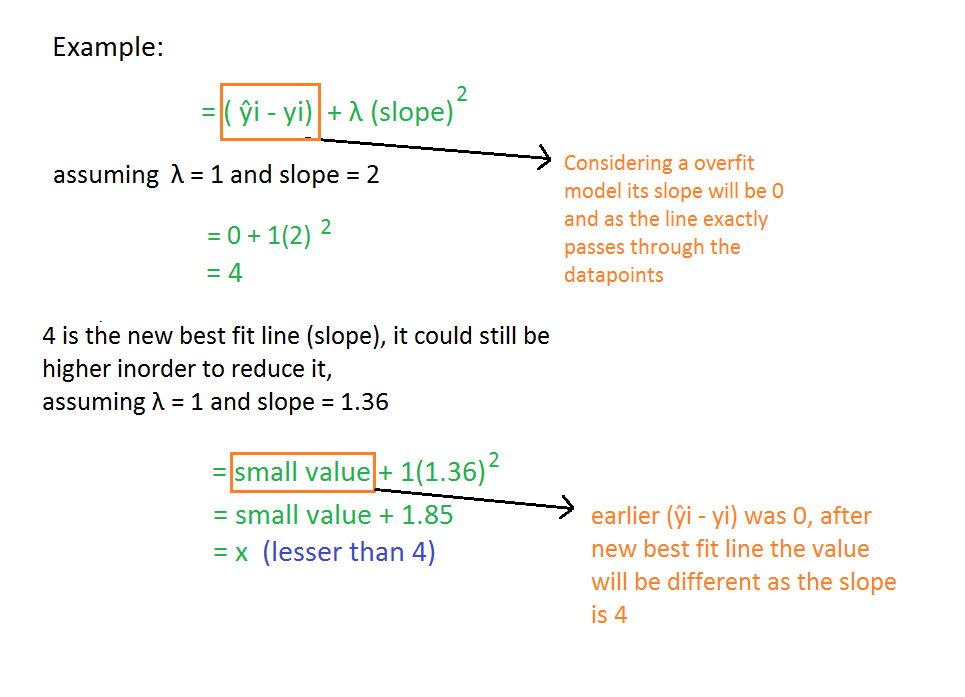 Example:
= ( ŷi - yi) + λ (slope)²
Considering a overfit
model its slope will be 0
and as the line exactly
passes through the
datapoints
assuming λ = 1 and slope = 2
= 0 + 1(2) ²
= 4
4 is the new best fit line (slope), it could still be
higher inorder to reduce it,
assuming λ = 1 and slope = 1.36
= small value + 1(1.36)²
= small value + 1.85
= x (lesser than 4)
earlier (ŷi - yi) was 0, after
new best fit line the value
will be different as the slope
is 4